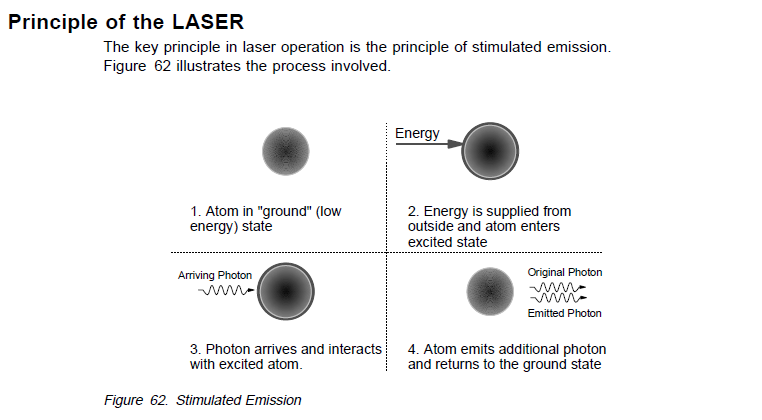 Principle of the LASER
The key principle in laser operation is the principle of stimulated emission.
Figure 62 illustrates the process involved.
Energy
1. Atom in "ground" (low
energy) state
2. Energy is supplied from
outside and atom enters
excited state
Arriving Photon
Original Photon
Emitted Photon
3. Photon arrives and interacts
with excited atom.
4. Atom emits additional photon
and returns to the ground state
Figure 62. Stimulated Emission